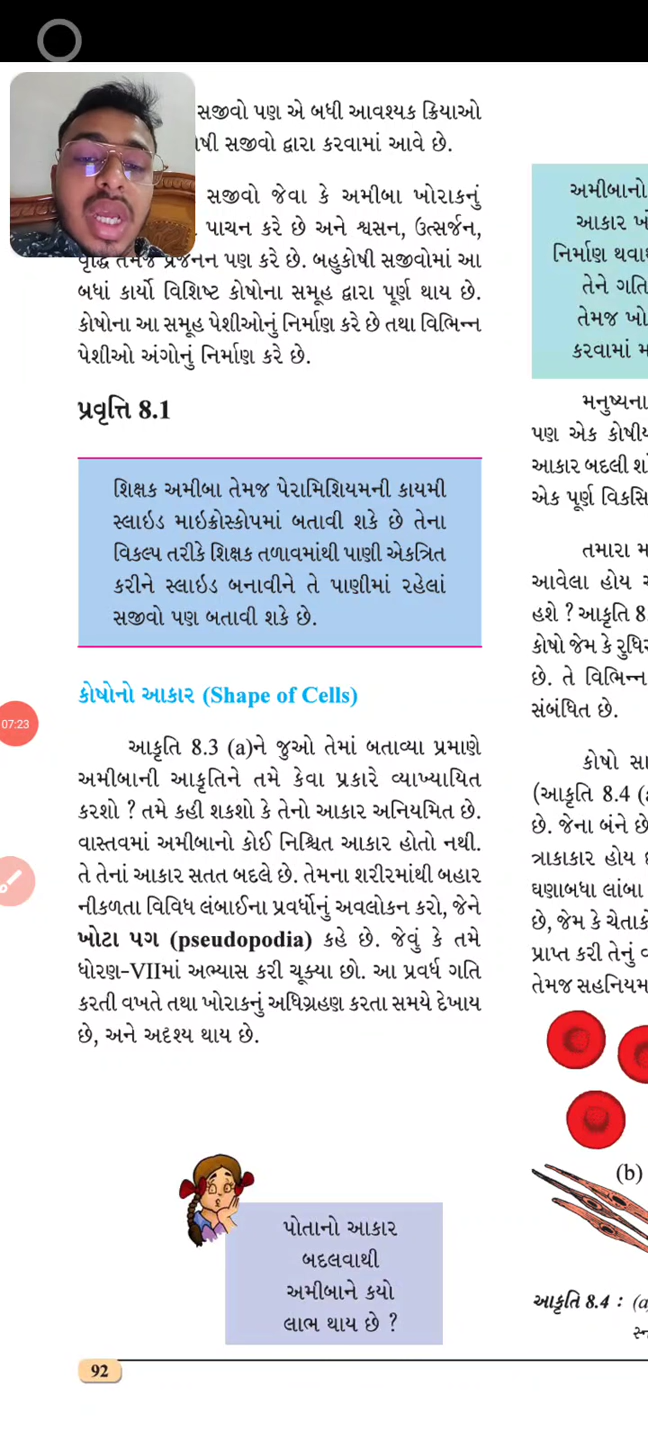 સજીવો પણ એ બધી આવશ્યક ક્રિયાઓ
સજીવો દ્વારા કરવામાં આવે છે.
સજીવો જેવા કે અમીબા ખોરાકનું
પાચન કરે છે અને શ્વસન, ઉત્સર્જન,
વૃદ્ધિ તેમજ પ્રજનન પણ કરે છે. બહુકોષી સજીવોમાં આ
બધાં કાર્યો વિશિષ્ટ કોષોના સમૂહ દ્વારા પૂર્ણ થાય છે.
કોષોના આ સમૂહ પેશીઓનું નિર્માણ કરે છે તથા વિભિન્ન
પેશીઓ અંગોનું નિર્માણ કરે છે.
પ્રવૃત્તિ 8.1
શિક્ષક અમીબા તેમજ પેરામિશિયમની કાયમી
સ્લાઇડ માઇક્રોસ્કોપમાં બતાવી શકે છે તેના
વિકલ્પ તરીકે શિક્ષક તળાવમાંથી પાણી એકત્રિત
કરીને સ્લાઇડ બનાવીને તે પાણીમાં રહેલાં
સજીવો પણ બતાવી શકે છે.
કોષોનો આકાર (Shape of Cells)
આકૃતિ 8.3 (a)ને જુઓ તેમાં બતાવ્યા પ્રમાણે
અમીબાની આકૃતિને તમે કેવા પ્રકારે વ્યાખ્યાયિત
કરશો ? તમે કહી શકશો કે તેનો આકાર અનિયમિત છે.
વાસ્તવમાં અમીબાનો કોઈ નિશ્ચિત આકાર હોતો નથી.
તે તેનાં આકાર સતત બદલે છે. તેમના શરીરમાંથી બહાર
નીકળતા વિવિધ લંબાઈના પ્રવર્ધોનું અવલોકન કરો, જેને
ખોટા પગ (pseudopodia) કહે છે. જેવું કે તમે
ધોરણ-VIIમાં અભ્યાસ કરી ચૂક્યા છો. આ પ્રવર્ધ ગતિ
કરતી વખતે તથા ખોરાકનું અધિગ્રહણ કરતા સમયે દેખાય
છે, અને અદૃશ્ય થાય છે.
પોતાનો આકાર
બદલવાથી
અમીબાને કયો
લાભ થાય છે ?
92
07:23
અમીબાનો
આકાર
નિર્માણ
તેને ગતિ
તેમજ
કરવામાં
મનુષ્યના
પણ એક કોષીય
આકાર બદલી
એક પૂર્ણ
તમારા
આવેલા હોય
હશે ? આકૃતિ
કોષો જેમ કે
છે. તે
સંબંધિત છે.
કોષો
(આકૃતિ 8.4
છે. જેના બંને
ત્રાકાકાર હોય
ઘણાબધા લાંબા
છે, જેમ કે
પ્રાપ્ત કરી તેનું
તેમજ
(b)
આકૃતિ 8.4 :